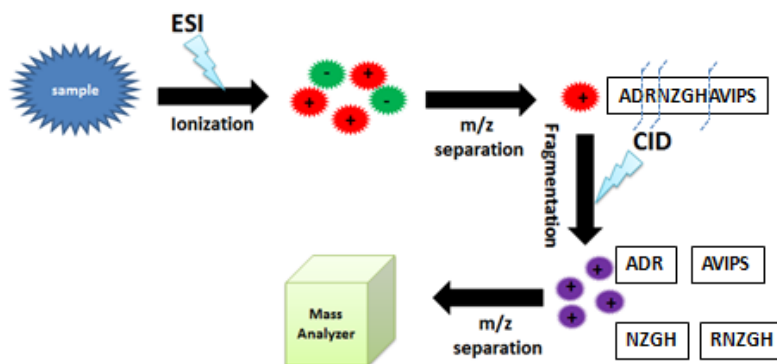 ESI
sample
Ionization
- + + + -
m/z
separation
+
ADRNZGHAVIPS
Fragmentation
CID
+ + + +
ADR
AVIPS
NZGH
RNZGH
m/z
separation
Mass
Analyzer